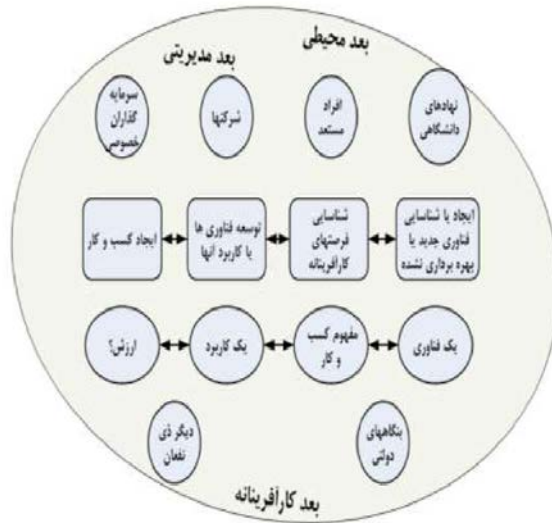 بعد محیطی
بعد مدیریتی
نهادهای
دانشگاهی
افراد
مستعد
شرکتها
سرمایه
گذاران
خصوصی
ایجاد یا شناسایی
فناوری جدید یا
بهره برداری نشده
شناسایی
فرصتهای
کارآفرینانه
توسعه فناوری ها
یا کاربرد آنها
ایجاد کسب و کار
یک فناوری
مفهوم کسب
و کار
یک کاربرد
ارزش؟
بنگاههای
دولتی
دیگر ذی
نفعان
بعد کارآفرینانه